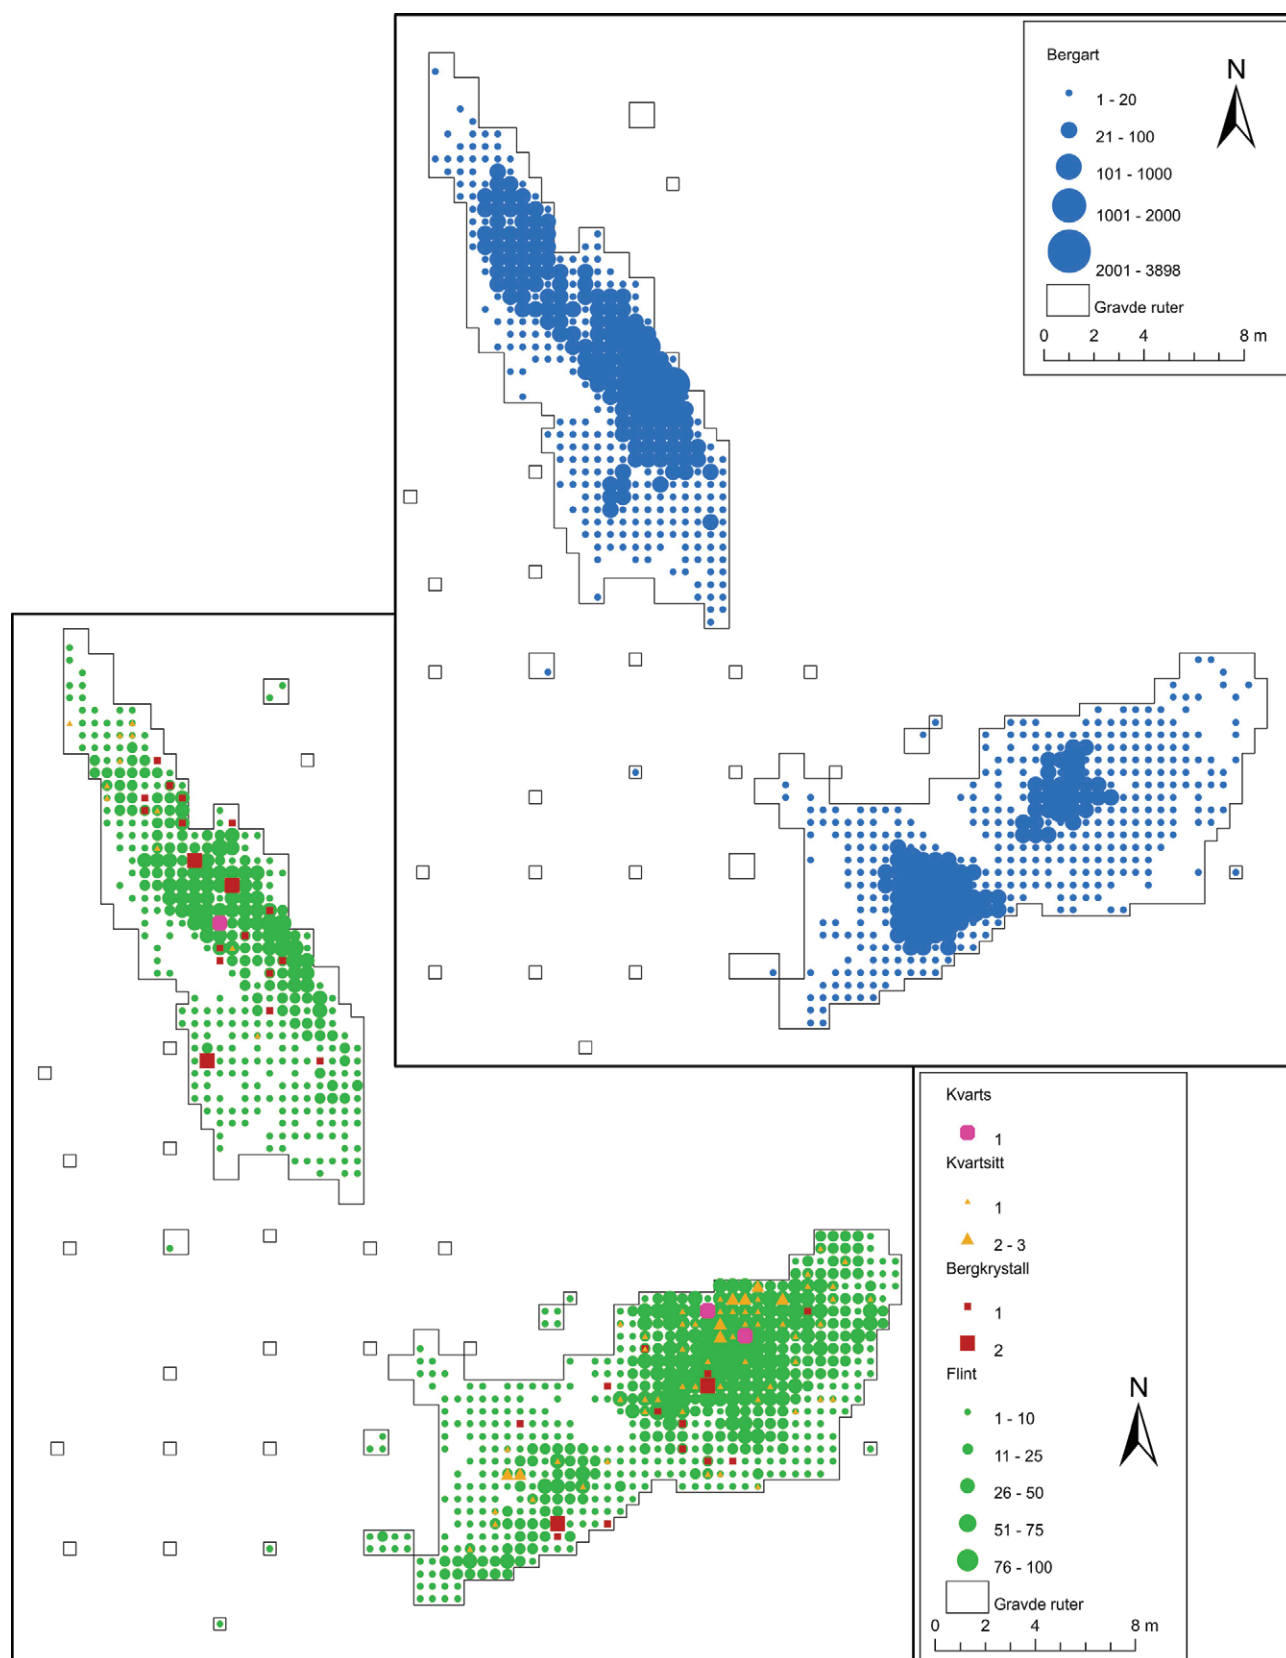 Bergart
N
1 - 20
21 - 100
101 - 1000
1001 - 2000
2001 - 3898
Gravde ruter
0 2 4 8 m
Kvarts
1
Kvartsitt
1
2 - 3
Bergkrystall
1
2
Flint
N
1 - 10
11 - 25
26 - 50
51 - 75
76 - 100
Gravde ruter
0 2 4 8 m